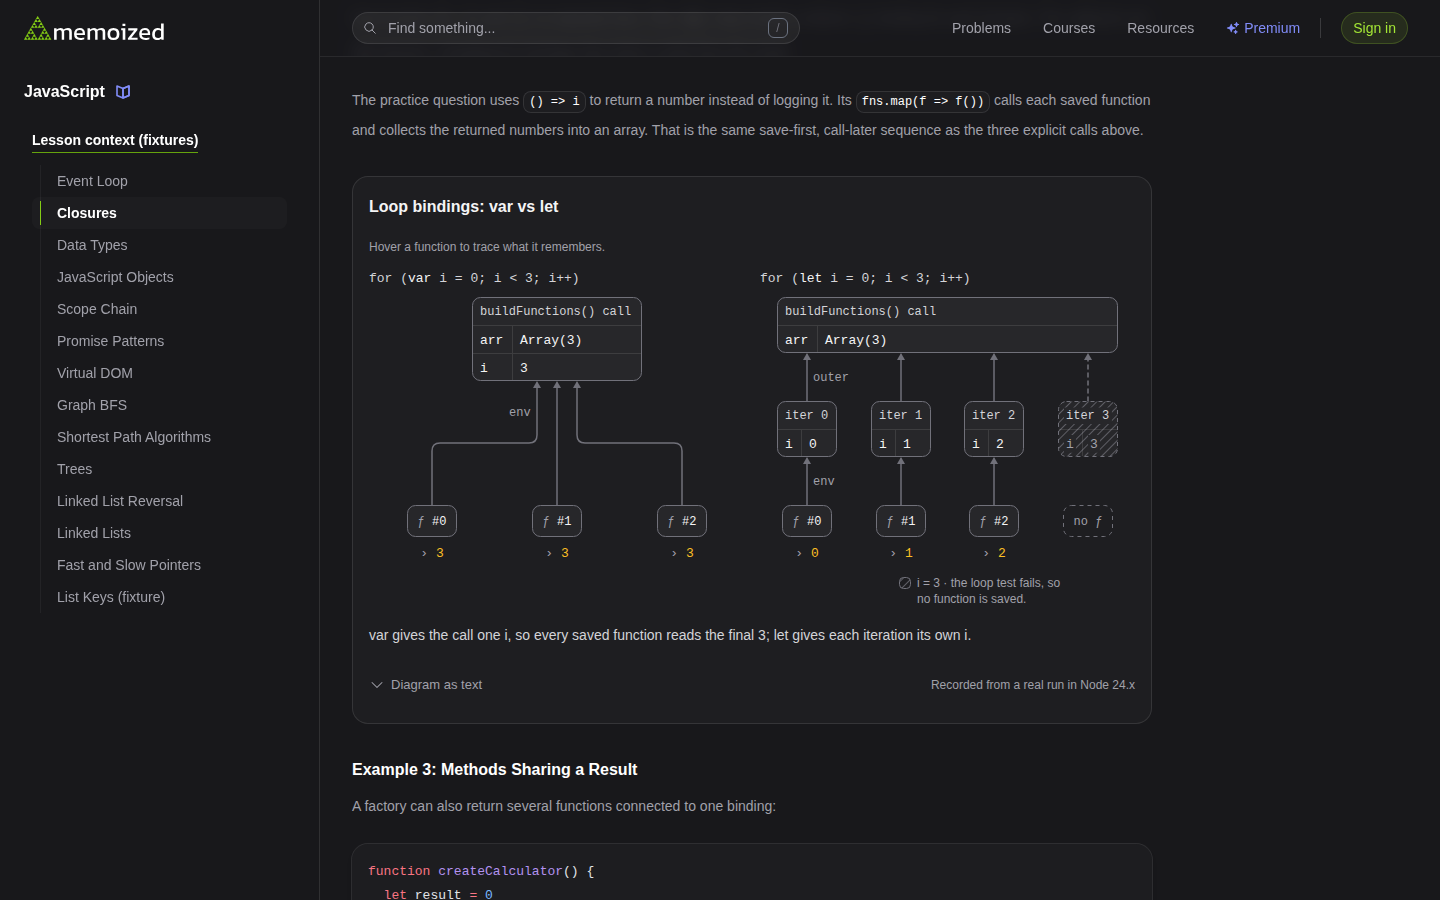 memoized
Find something...
/
Problems
Courses
Resources
Premium
Sign in
JavaScript
Lesson context (fixtures)
Event Loop
Closures
Data Types
JavaScript Objects
Scope Chain
Promise Patterns
Virtual DOM
Graph BFS
Shortest Path Algorithms
Trees
Linked List Reversal
Linked Lists
Fast and Slow Pointers
List Keys (fixture)
The practice question uses () => i to return a number instead of logging it. Its fns.map(f => f()) calls each saved function
and collects the returned numbers into an array. That is the same save-first, call-later sequence as the three explicit calls above.
Loop bindings: var vs let
Hover a function to trace what it remembers.
for (var i = 0; i < 3; i++)
buildFunctions() call
arr Array(3)
i 3
env
ƒ #0 ƒ #1 ƒ #2
› 3 › 3 › 3
for (let i = 0; i < 3; i++)
buildFunctions() call
arr Array(3)
outer
iter 0 iter 1 iter 2 iter 3
i 0 i 1 i 2 i 3
env
ƒ #0 ƒ #1 ƒ #2 no ƒ
› 0 › 1 › 2
i = 3 · the loop test fails, so
no function is saved.
var gives the call one i, so every saved function reads the final 3; let gives each iteration its own i.
Diagram as text
Recorded from a real run in Node 24.x
Example 3: Methods Sharing a Result
A factory can also return several functions connected to one binding:
function createCalculator() {
let result = 0